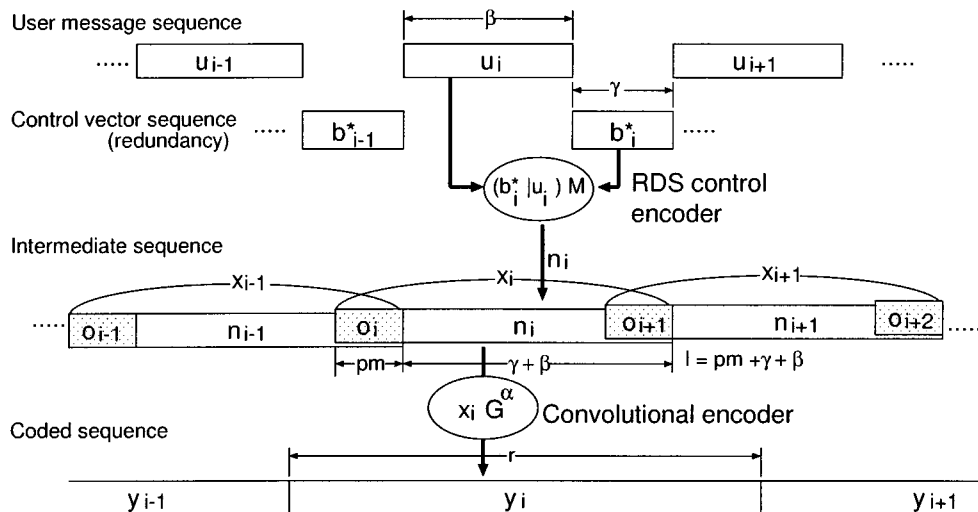 User message sequence
β
..... u i-1 u i u i+1 .....
γ
Control vector sequence
(redundancy)
..... b* i-1 b* i .....
(b* i | u i ) M
RDS control
encoder
Intermediate sequence
n i
x i-1 x i x i+1
..... o i-1 n i-1 o i n i o i+1 n i+1 o i+2 .....
pm γ + β l = pm + γ + β
x i G α
Convolutional encoder
Coded sequence
r
y i-1 y i y i+1